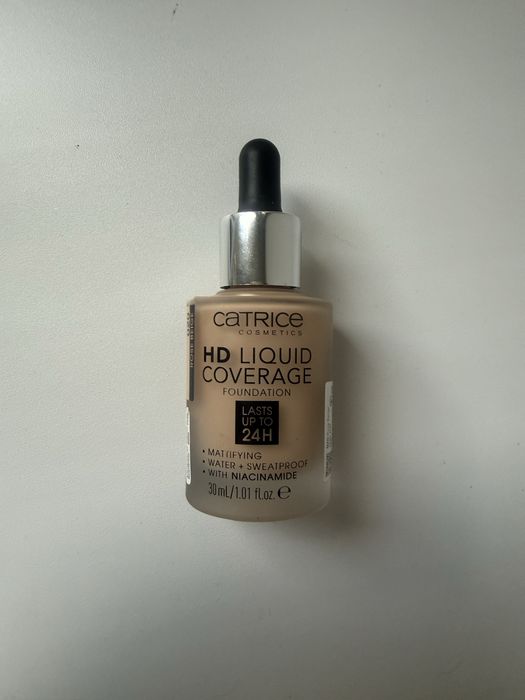 CATRICE
COSMETICS
HD LIQUID
COVERAGE
FOUNDATION
LASTS
UP TO
24H
• MATTIFYING
• WATER + SWEATPROOF
• WITH NIACINAMIDE
30 mL/1.01 fl.oz. ℮